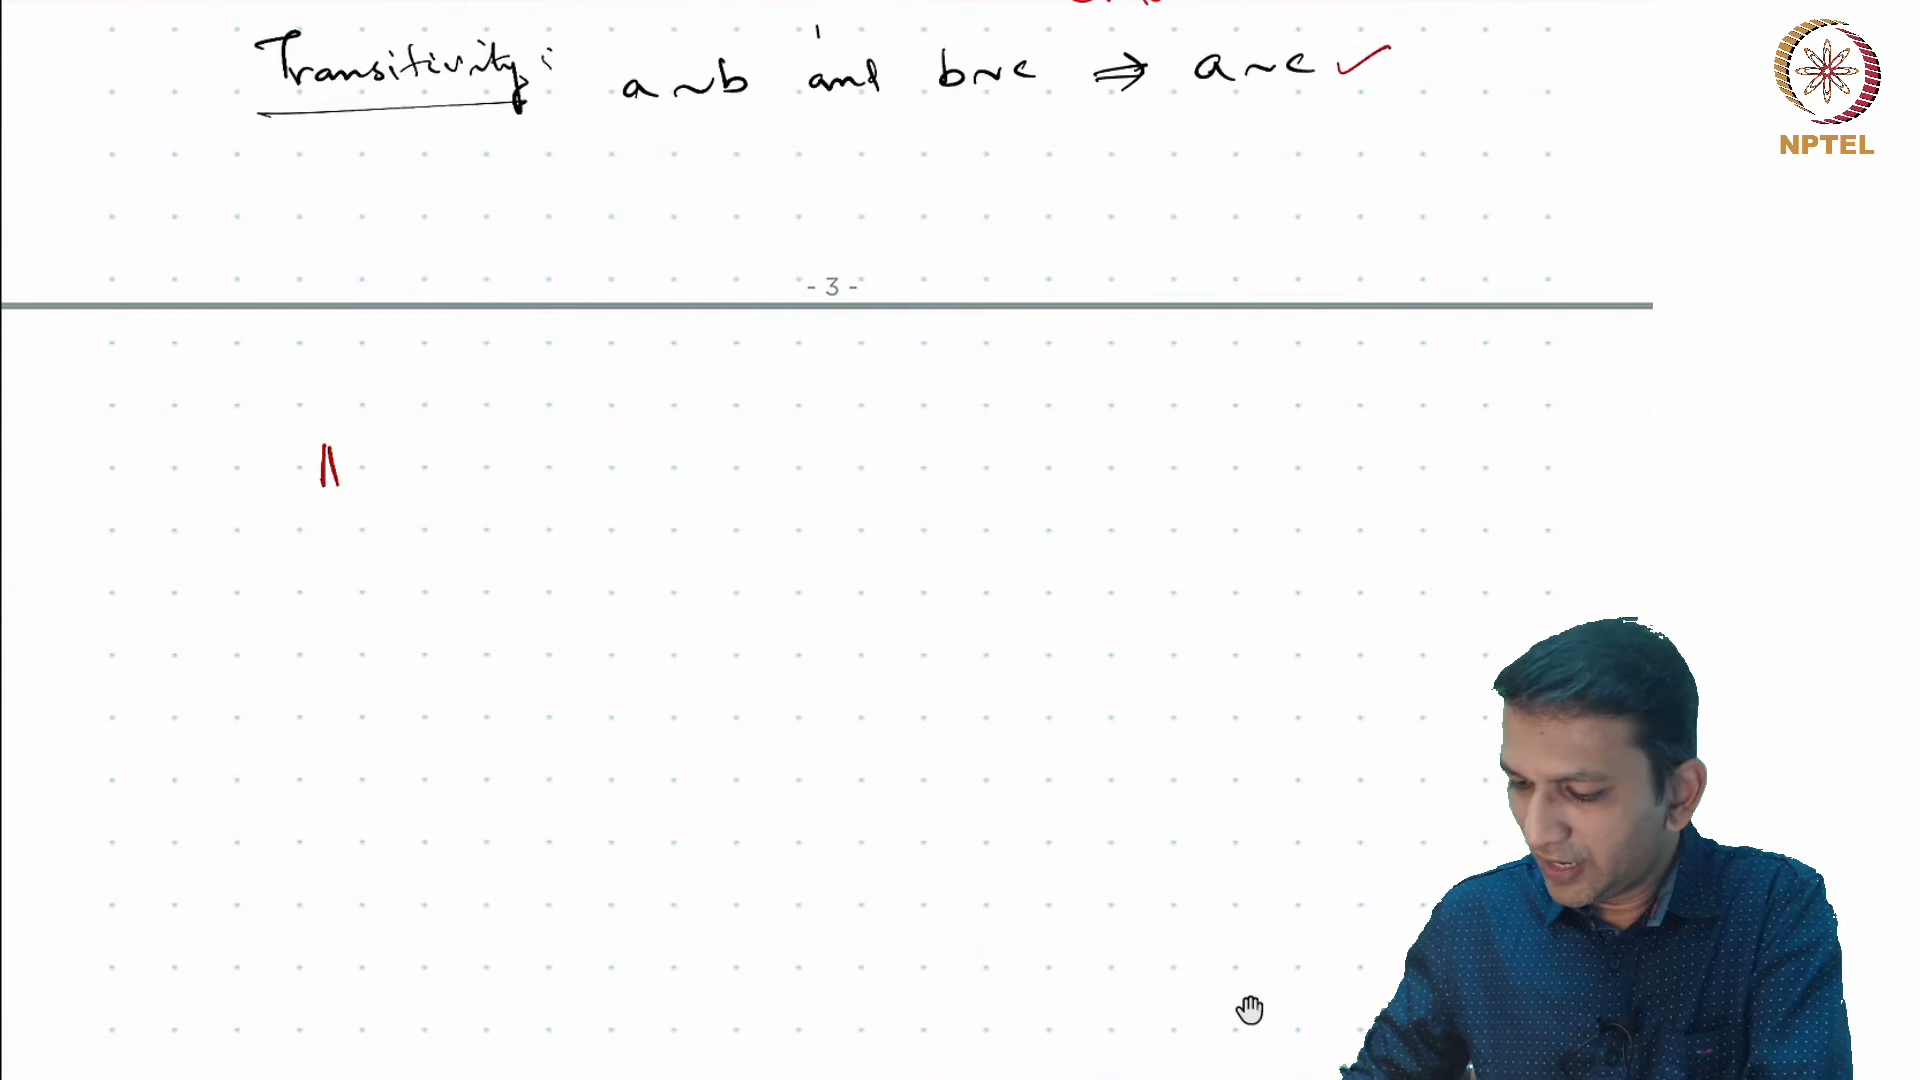 Transitivity: a ~ b and b ~ c ⇒ a ~ c ✓
NPTEL
- 3 -